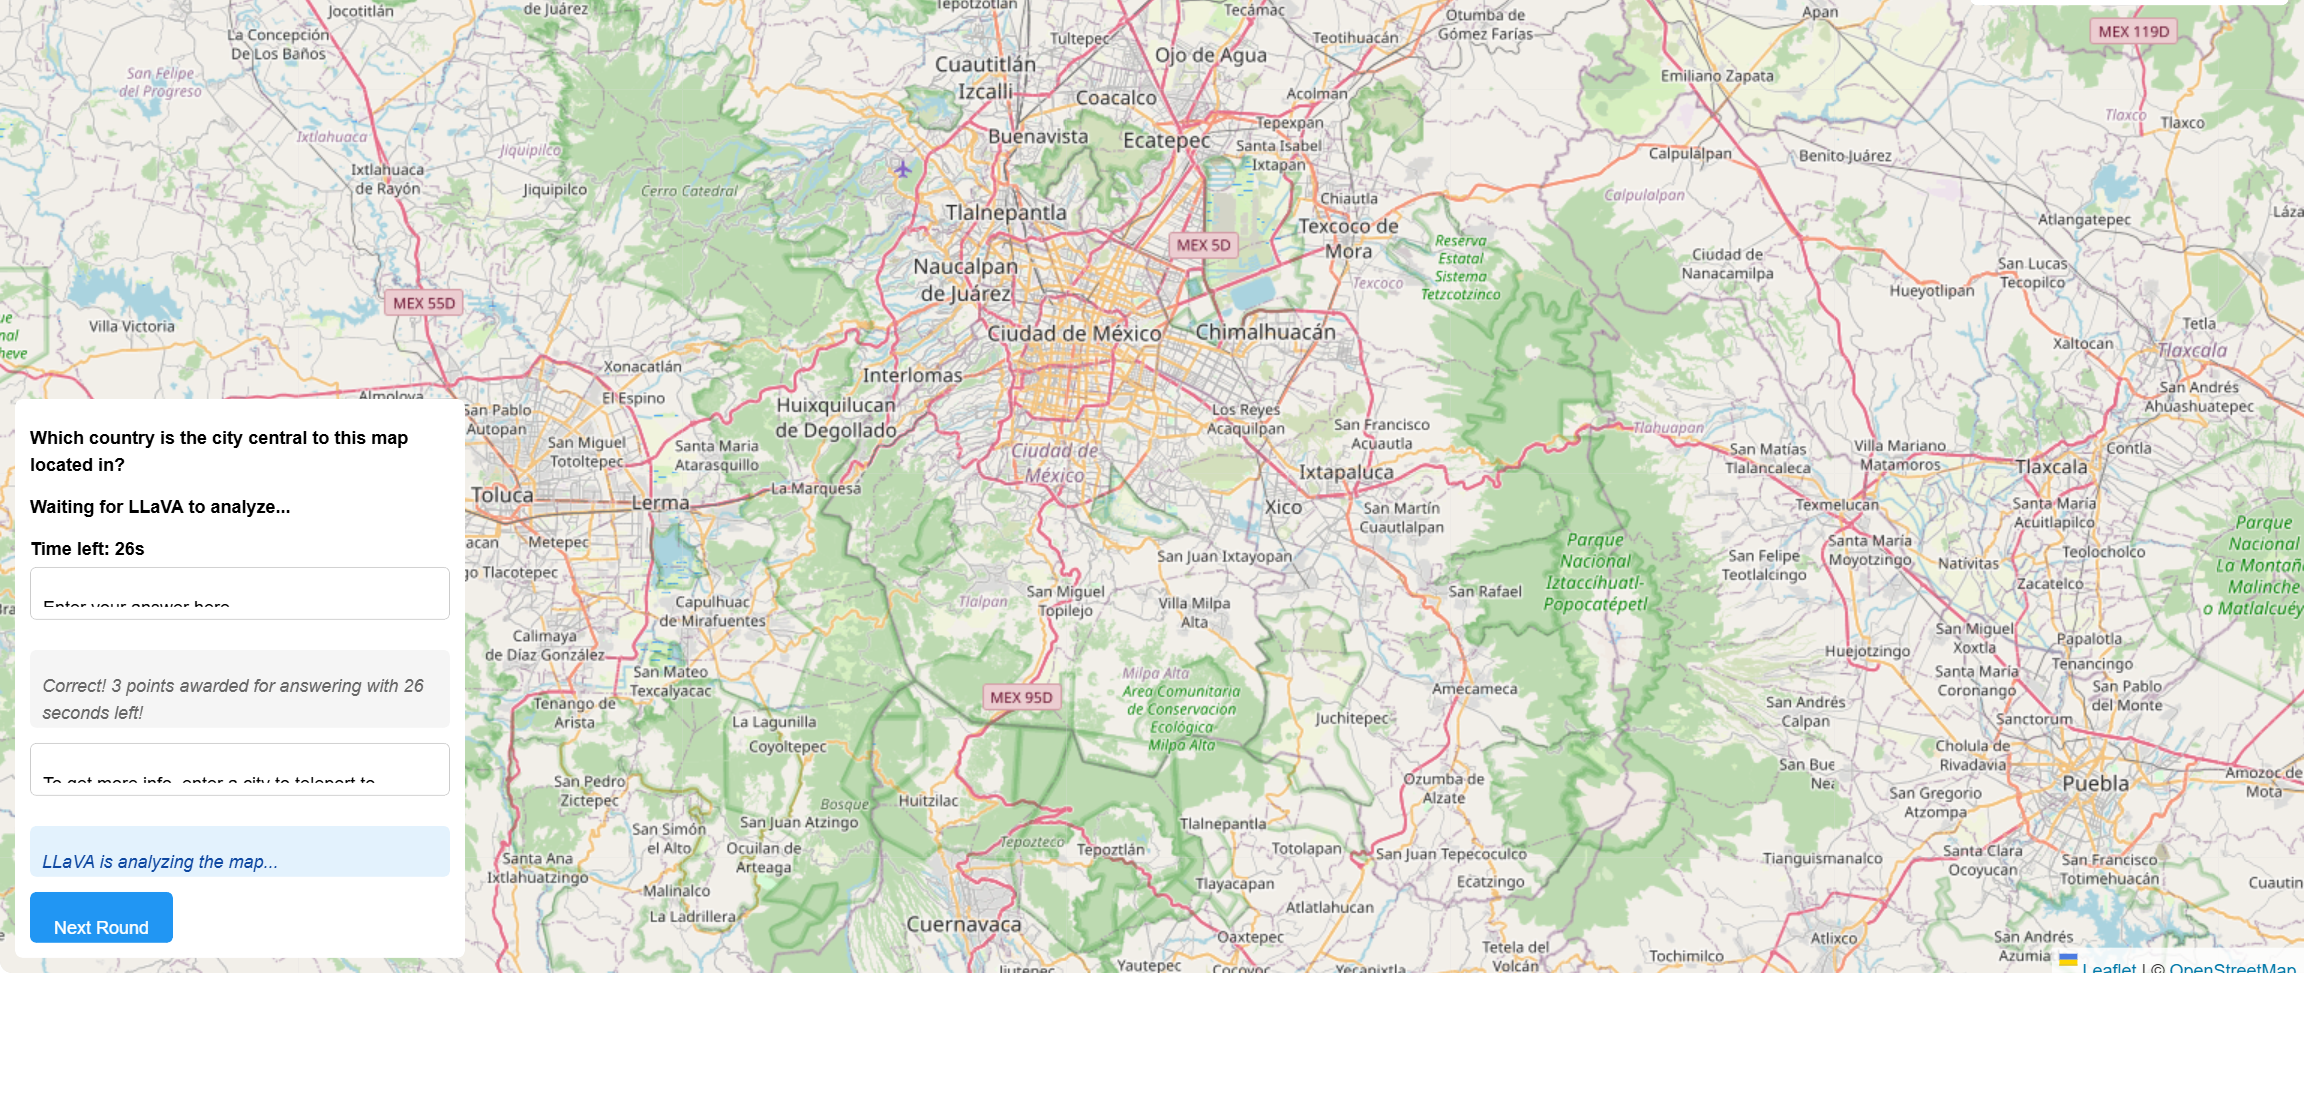 Jocotitlán
de Juárez
Tepotzotlán
Tecámac
Otumba de
Gómez Farías
Apan
La Concepción
De Los Baños
Tultepec
Teotihuacán
MEX 119D
Cuautitlán
Izcalli
Ojo de Agua
San Felipe
del Progreso
Emiliano Zapata
Coacalco
Acolman
Tlaxco
Tlaxco
Ixtlahuaca
Jiquipilco
Buenavista
Ecatepec
Tepexpan
Santa Isabel
Ixtapan
Calpulalpan
Benito Juárez
Ixtlahuaca
de Rayón
Jiquipilco
Cerro Catedral
Chiautla
Calpulalpan
Tlalnepantla
Texcoco de
Mora
Atlangatepec
MEX 5D
Reserva
Estatal
Sistema
Tetzcotzinco
Ciudad de
Nanacamilpa
Naucalpan
de Juárez
Texcoco
San Lucas
Tecopilco
Hueyotlipan
MEX 55D
Villa Victoria
Ciudad de México
Chimalhuacán
Tetla
Xaltocan
Tlaxcala
Xonacatlán
Interlomas
San Andrés
Ahuashuatepec
Almoloya
El Espino
Huixquilucan
de Degollado
Los Reyes
Acaquilpan
San Francisco
Acuautla
Tlahuapan
San Pablo
Autopan
San Miguel
Totoltepec
Santa María
Atarasquillo
Ciudad de
México
San Matías
Tlalancaleca
Villa Mariano
Matamoros
Contla
Toluca
Lerma
La Marquesa
Ixtapaluca
Tlaxcala
Xico
San Martín
Cuautlalpan
Texmelucan
Santa María
Acuitlapilco
Metepec
San Juan Ixtayopan
Parque
Nacional
Iztaccíhuatl-
Popocatépetl
San Felipe
Teotlalcingo
Santa María
Moyotzingo
Nativitas
Teolocholco
Parque
Nacional
La Montaña
Malinche
o Matlalcuéy
Zacatelco
Capulhuac
de Mirafuentes
Tlalpan
San Miguel
Topilejo
Villa Milpa
Alta
San Rafael
Calimaya
de Díaz González
San Miguel
Xoxtla
Papalotla
Tenancingo
Huejotzingo
San Mateo
Texcalyacac
Milpa Alta
Area Comunitaria
de Conservacion
Ecológica
Milpa Alta
MEX 95D
Amecameca
Santa María
Coronango
San Pablo
del Monte
Tenango de
Arista
La Lagunilla
Coyoltepec
Juchitepec
San Andrés
Calpan
Sanctorum
Cholula de
Rivadavia
San Pedro
Zictepec
Ozumba de
Alzate
Puebla
Amozoc de
Mota
Bosque
Huitzilac
San Gregorio
Atzompa
San Simón
el Alto
San Juan Atzingo
Ocuilan de
Arteaga
Tepozteco
Tepoztlán
Tlalnepantla
Totolapan
San Juan Tepecoculco
Tianguismanalco
Santa Clara
Ocoyucan
San Francisco
Totimehuacán
Santa Ana
Ixtlahuatzingo
Malinalco
La Ladrillera
Tlayacapan
Ecatzingo
Atlatlahucan
Cuernavaca
Oaxtepec
Tetela del
Volcán
Tochimilco
Atlixco
San Andrés
Yautepec
Yecapixtla
Leaflet | © OpenStreetMap
Which country is the city central to this map
located in?
Waiting for LLaVA to analyze...
Time left: 26s
Enter your answer here
Correct! 3 points awarded for answering with 26
seconds left!
To get more info, enter a city to teleport to
LLaVA is analyzing the map...
Next Round